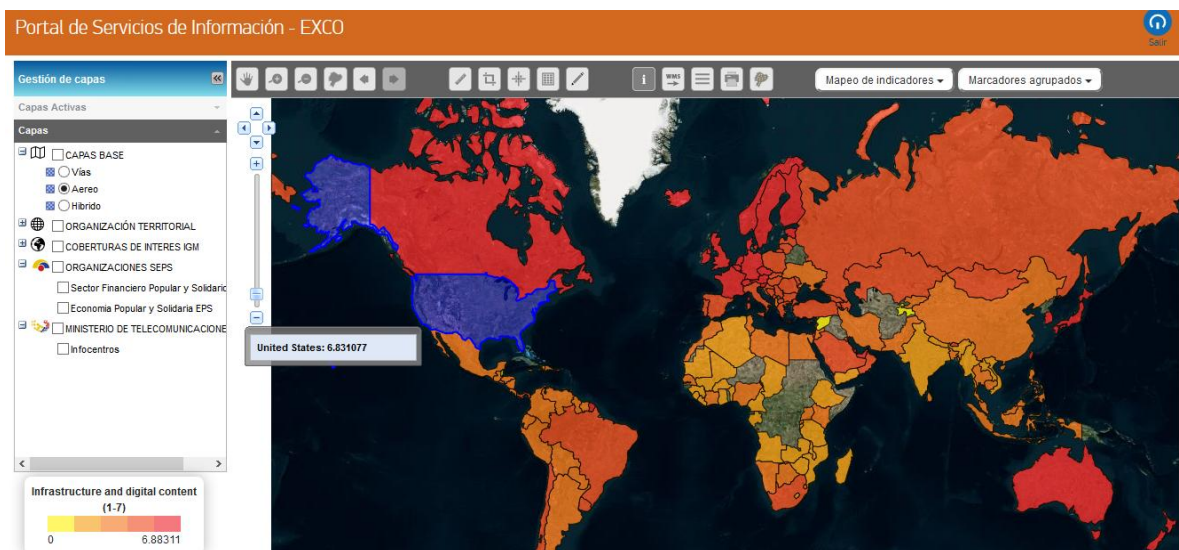 Portal de Servicios de Información - EXCO
Salir
Gestión de capas
Capas Activas
Capas
CAPAS BASE
Vías
Aereo
Hibrido
ORGANIZACIÓN TERRITORIAL
COBERTURAS DE INTERES IGM
ORGANIZACIONES SEPS
Sector Financiero Popular y Solidario
Economia Popular y Solidaria EPS
MINISTERIO DE TELECOMUNICACIONE
Infocentros
WMS
Mapeo de indicadores
Marcadores agrupados
United States: 6.831077
Infrastructure and digital content
(1-7)
0 6.88311